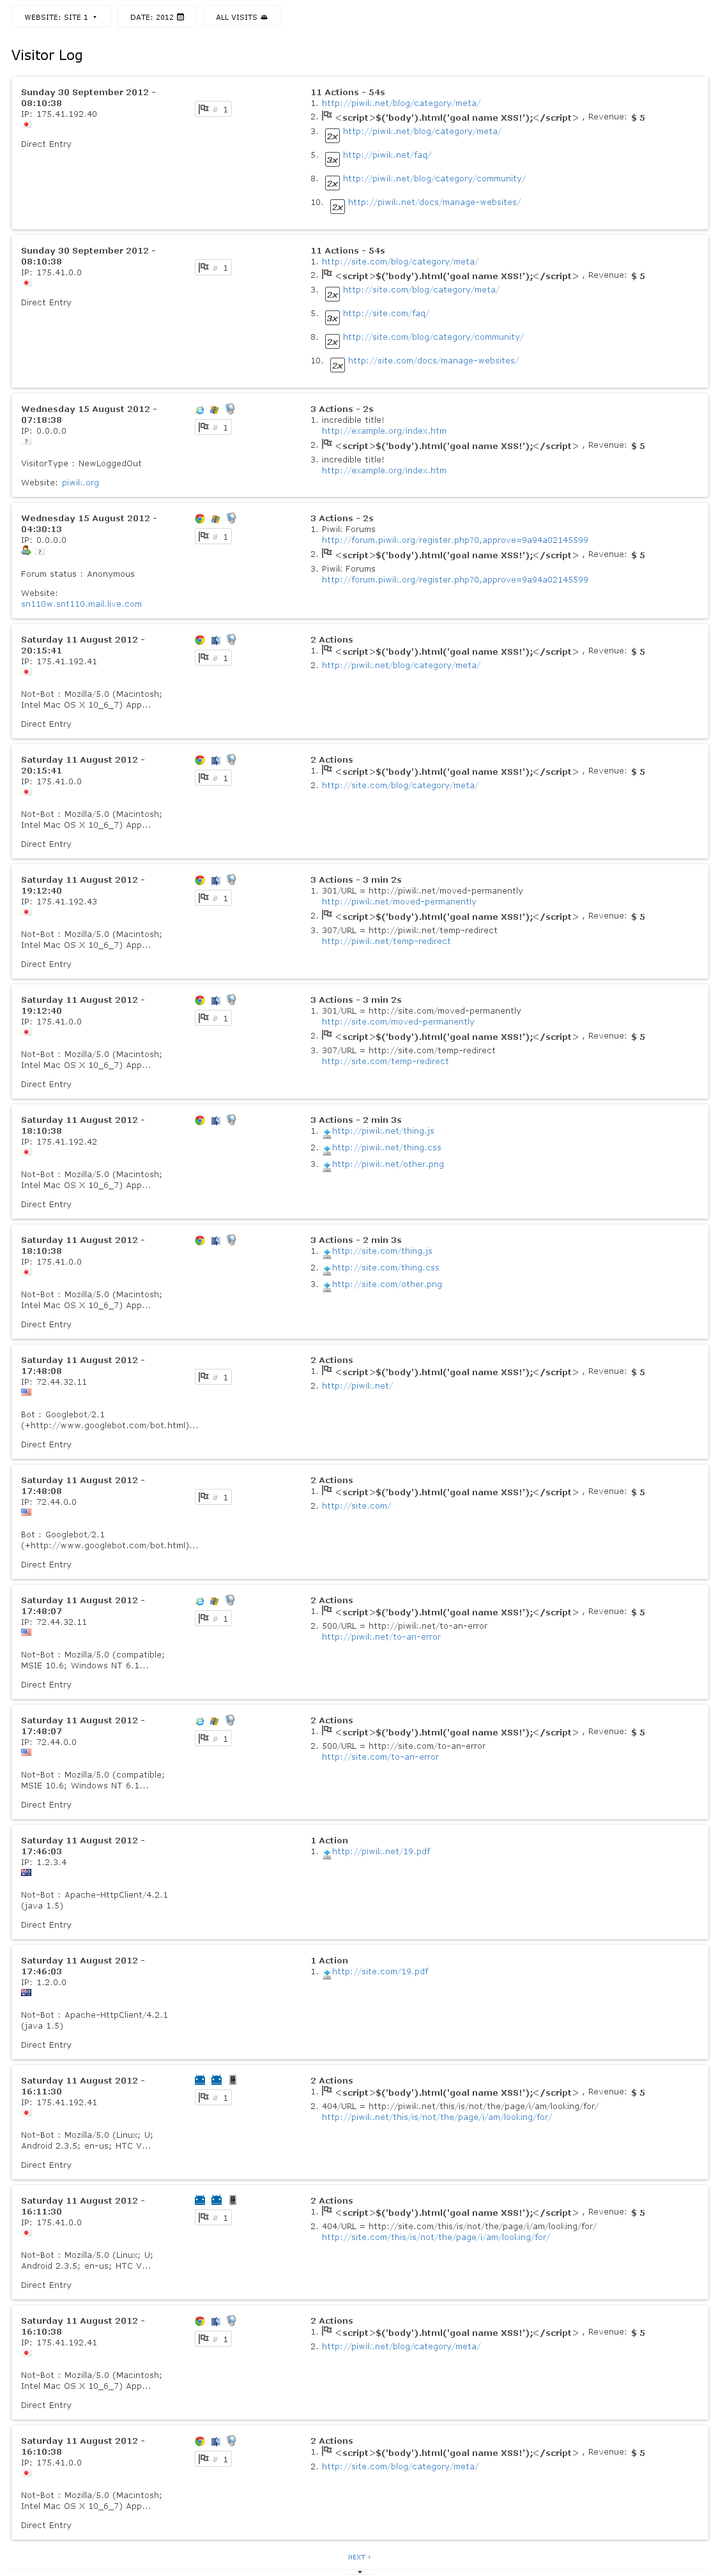 WEBSITE: SITE 1 DATE: 2012 ALL VISITS
Visitor Log
Sunday 30 September 2012 -
08:10:38
IP: 175.41.192.40
Direct Entry
# 1
11 Actions - 54s
1. http://piwik.net/blog/category/meta/
2. <script>$('body').html('goal name XSS!');</script> , Revenue: $ 5
3. 2x http://piwik.net/blog/category/meta/
5. 3x http://piwik.net/faq/
8. 2x http://piwik.net/blog/category/community/
10. 2x http://piwik.net/docs/manage-websites/
Sunday 30 September 2012 -
08:10:38
IP: 175.41.0.0
Direct Entry
# 1
11 Actions - 54s
1. http://site.com/blog/category/meta/
2. <script>$('body').html('goal name XSS!');</script> , Revenue: $ 5
3. 2x http://site.com/blog/category/meta/
5. 3x http://site.com/faq/
8. 2x http://site.com/blog/category/community/
10. 2x http://site.com/docs/manage-websites/
Wednesday 15 August 2012 -
07:18:38
IP: 0.0.0.0
?
VisitorType : NewLoggedOut
Website: piwik.org
# 1
3 Actions - 2s
1. incredible title!
http://example.org/index.htm
2. <script>$('body').html('goal name XSS!');</script> , Revenue: $ 5
3. incredible title!
http://example.org/index.htm
Wednesday 15 August 2012 -
04:30:13
IP: 0.0.0.0
?
Forum status : Anonymous
Website:
sn110w.snt110.mail.live.com
# 1
3 Actions - 2s
1. Piwik Forums
http://forum.piwik.org/register.php?0,approve=9a94a02145599
2. <script>$('body').html('goal name XSS!');</script> , Revenue: $ 5
3. Piwik Forums
http://forum.piwik.org/register.php?0,approve=9a94a02145599
Saturday 11 August 2012 -
20:15:41
IP: 175.41.192.41
Not-Bot : Mozilla/5.0 (Macintosh;
Intel Mac OS X 10_6_7) App...
Direct Entry
# 1
2 Actions
1. <script>$('body').html('goal name XSS!');</script> , Revenue: $ 5
2. http://piwik.net/blog/category/meta/
Saturday 11 August 2012 -
20:15:41
IP: 175.41.0.0
Not-Bot : Mozilla/5.0 (Macintosh;
Intel Mac OS X 10_6_7) App...
Direct Entry
# 1
2 Actions
1. <script>$('body').html('goal name XSS!');</script> , Revenue: $ 5
2. http://site.com/blog/category/meta/
Saturday 11 August 2012 -
19:12:40
IP: 175.41.192.43
Not-Bot : Mozilla/5.0 (Macintosh;
Intel Mac OS X 10_6_7) App...
Direct Entry
# 1
3 Actions - 3 min 2s
1. 301/URL = http://piwik.net/moved-permanently
http://piwik.net/moved-permanently
2. <script>$('body').html('goal name XSS!');</script> , Revenue: $ 5
3. 307/URL = http://piwik.net/temp-redirect
http://piwik.net/temp-redirect
Saturday 11 August 2012 -
19:12:40
IP: 175.41.0.0
Not-Bot : Mozilla/5.0 (Macintosh;
Intel Mac OS X 10_6_7) App...
Direct Entry
# 1
3 Actions - 3 min 2s
1. 301/URL = http://site.com/moved-permanently
http://site.com/moved-permanently
2. <script>$('body').html('goal name XSS!');</script> , Revenue: $ 5
3. 307/URL = http://site.com/temp-redirect
http://site.com/temp-redirect
Saturday 11 August 2012 -
18:10:38
IP: 175.41.192.42
Not-Bot : Mozilla/5.0 (Macintosh;
Intel Mac OS X 10_6_7) App...
Direct Entry
3 Actions - 2 min 3s
1. http://piwik.net/thing.js
2. http://piwik.net/thing.css
3. http://piwik.net/other.png
Saturday 11 August 2012 -
18:10:38
IP: 175.41.0.0
Not-Bot : Mozilla/5.0 (Macintosh;
Intel Mac OS X 10_6_7) App...
Direct Entry
3 Actions - 2 min 3s
1. http://site.com/thing.js
2. http://site.com/thing.css
3. http://site.com/other.png
Saturday 11 August 2012 -
17:48:08
IP: 72.44.32.11
Bot : Googlebot/2.1
(+http://www.googlebot.com/bot.html)...
Direct Entry
# 1
2 Actions
1. <script>$('body').html('goal name XSS!');</script> , Revenue: $ 5
2. http://piwik.net/
Saturday 11 August 2012 -
17:48:08
IP: 72.44.0.0
Bot : Googlebot/2.1
(+http://www.googlebot.com/bot.html)...
Direct Entry
# 1
2 Actions
1. <script>$('body').html('goal name XSS!');</script> , Revenue: $ 5
2. http://site.com/
Saturday 11 August 2012 -
17:48:07
IP: 72.44.32.11
Not-Bot : Mozilla/5.0 (compatible;
MSIE 10.6; Windows NT 6.1...
Direct Entry
# 1
2 Actions
1. <script>$('body').html('goal name XSS!');</script> , Revenue: $ 5
2. 500/URL = http://piwik.net/to-an-error
http://piwik.net/to-an-error
Saturday 11 August 2012 -
17:48:07
IP: 72.44.0.0
Not-Bot : Mozilla/5.0 (compatible;
MSIE 10.6; Windows NT 6.1...
Direct Entry
# 1
2 Actions
1. <script>$('body').html('goal name XSS!');</script> , Revenue: $ 5
2. 500/URL = http://site.com/to-an-error
http://site.com/to-an-error
Saturday 11 August 2012 -
17:46:03
IP: 1.2.3.4
Not-Bot : Apache-HttpClient/4.2.1
(java 1.5)
Direct Entry
1 Action
1. http://piwik.net/19.pdf
Saturday 11 August 2012 -
17:46:03
IP: 1.2.0.0
Not-Bot : Apache-HttpClient/4.2.1
(java 1.5)
Direct Entry
1 Action
1. http://site.com/19.pdf
Saturday 11 August 2012 -
16:11:30
IP: 175.41.192.41
Not-Bot : Mozilla/5.0 (Linux; U;
Android 2.3.5; en-us; HTC V...
Direct Entry
# 1
2 Actions
1. <script>$('body').html('goal name XSS!');</script> , Revenue: $ 5
2. 404/URL = http://piwik.net/this/is/not/the/page/i/am/looking/for/
http://piwik.net/this/is/not/the/page/i/am/looking/for/
Saturday 11 August 2012 -
16:11:30
IP: 175.41.0.0
Not-Bot : Mozilla/5.0 (Linux; U;
Android 2.3.5; en-us; HTC V...
Direct Entry
# 1
2 Actions
1. <script>$('body').html('goal name XSS!');</script> , Revenue: $ 5
2. 404/URL = http://site.com/this/is/not/the/page/i/am/looking/for/
http://site.com/this/is/not/the/page/i/am/looking/for/
Saturday 11 August 2012 -
16:10:38
IP: 175.41.192.41
Not-Bot : Mozilla/5.0 (Macintosh;
Intel Mac OS X 10_6_7) App...
Direct Entry
# 1
2 Actions
1. <script>$('body').html('goal name XSS!');</script> , Revenue: $ 5
2. http://piwik.net/blog/category/meta/
Saturday 11 August 2012 -
16:10:38
IP: 175.41.0.0
Not-Bot : Mozilla/5.0 (Macintosh;
Intel Mac OS X 10_6_7) App...
Direct Entry
# 1
2 Actions
1. <script>$('body').html('goal name XSS!');</script> , Revenue: $ 5
2. http://site.com/blog/category/meta/
NEXT ›